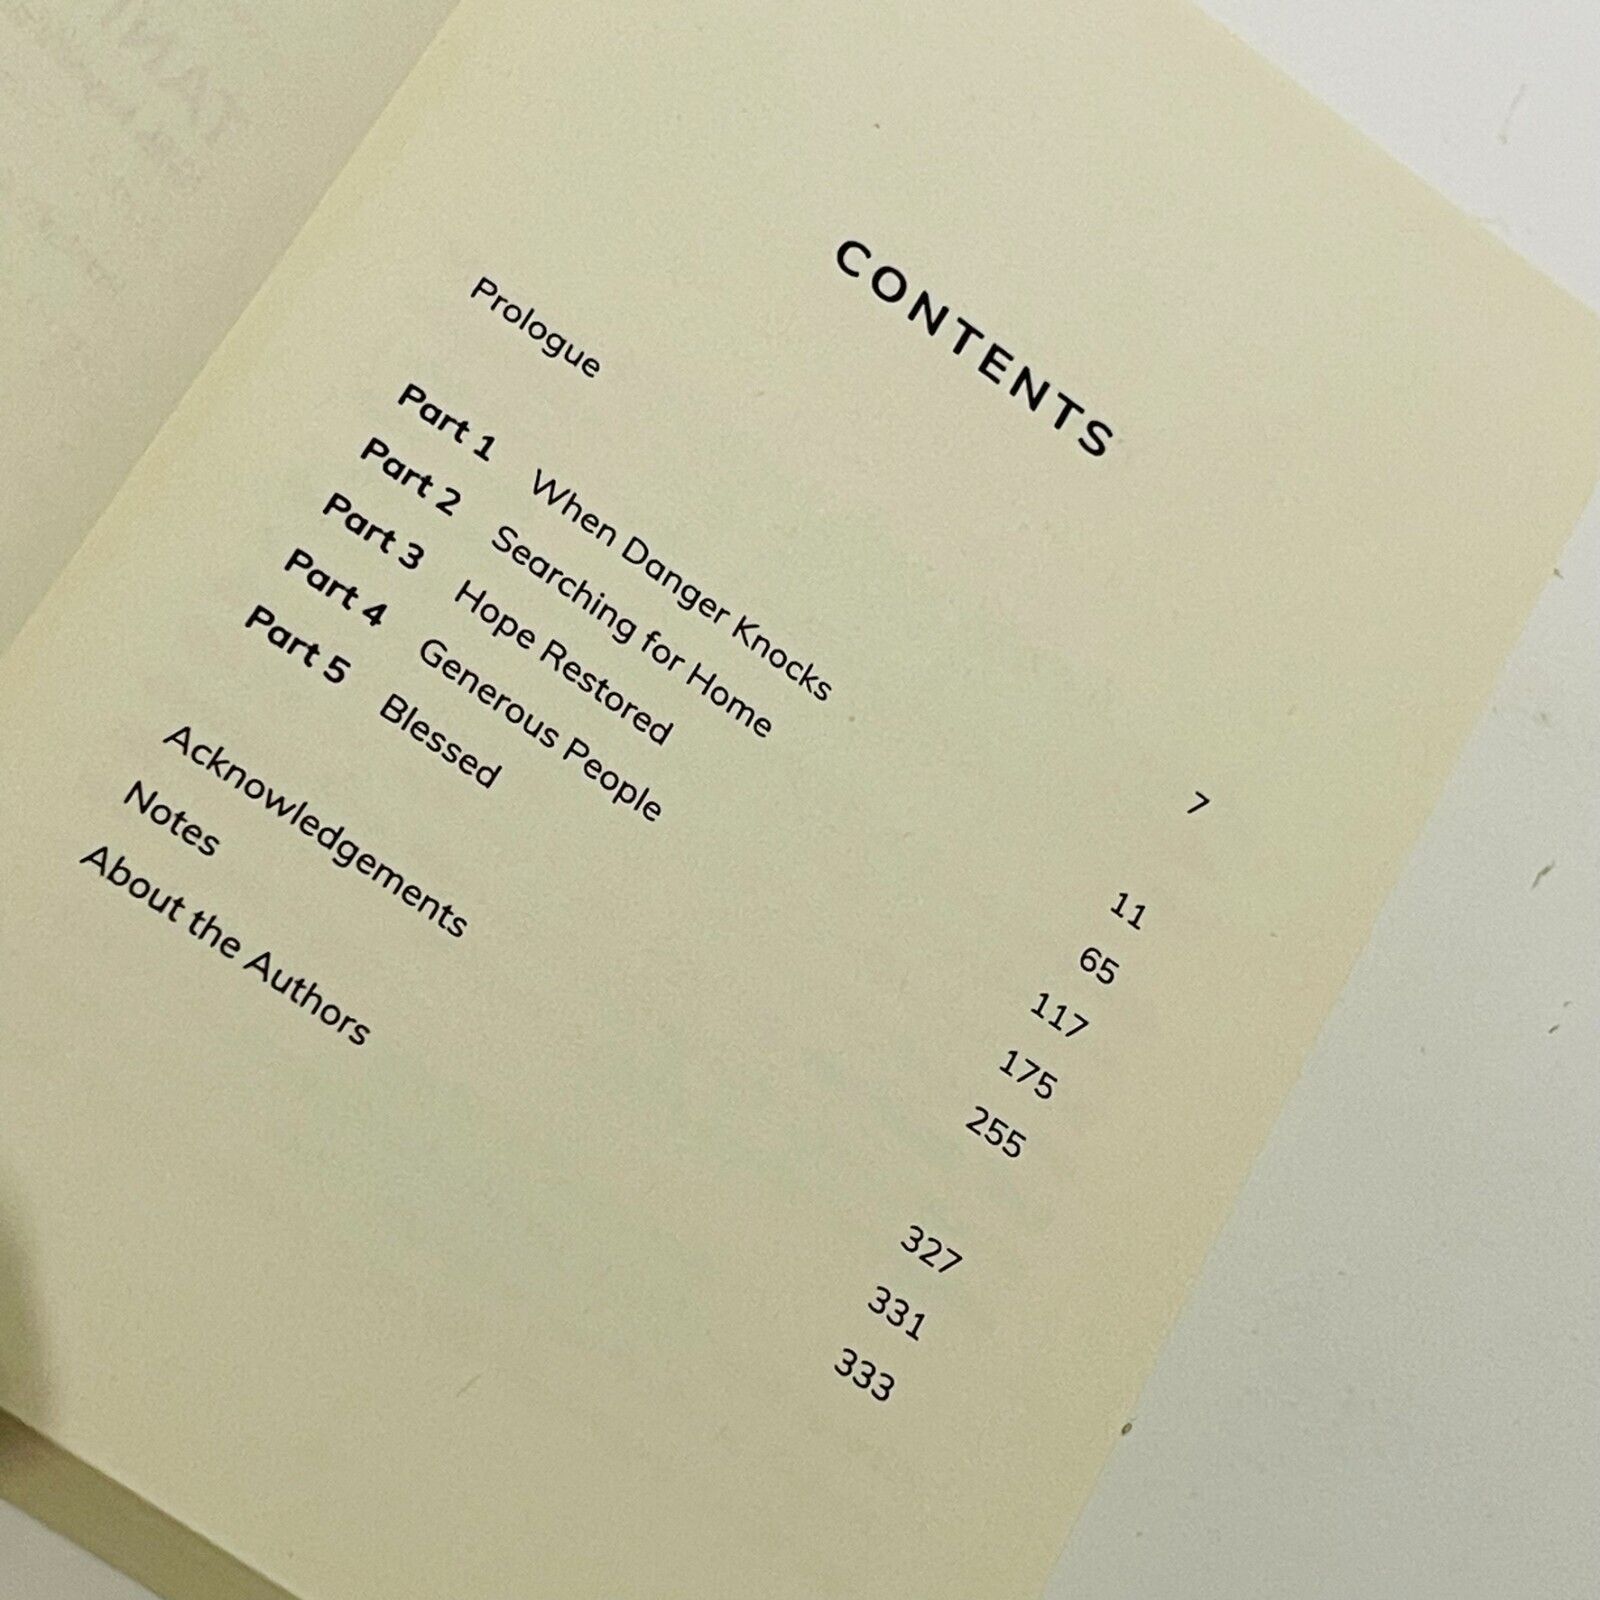 CONTENTS
Prologue 7
Part 1 When Danger Knocks 11
Part 2 Searching for Home 65
Part 3 Hope Restored 117
Part 4 Generous People 175
Part 5 Blessed 255
Acknowledgements 327
Notes 331
About the Authors 333